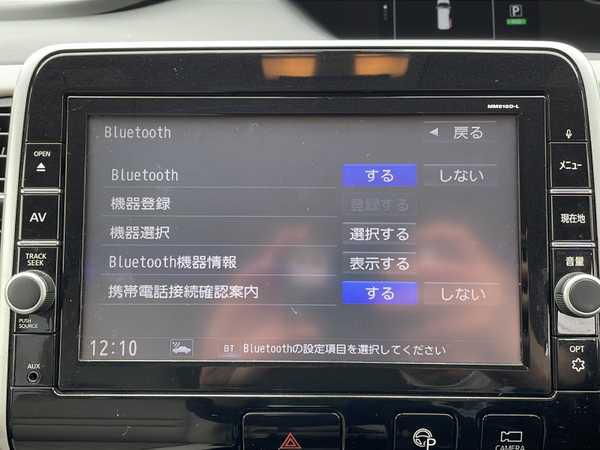 P
MM516D-L
OPEN
AV
TRACK
SEEK
PUSH
SOURCE
AUX
Bluetooth
◀ 戻る
Bluetooth する しない
機器登録 登録する
機器選択 選択する
Bluetooth機器情報 表示する
携帯電話接続確認案内 する しない
12:10 BT Bluetoothの設定項目を選択してください
メニュー
現在地
音量
OPT
P
CAMERA